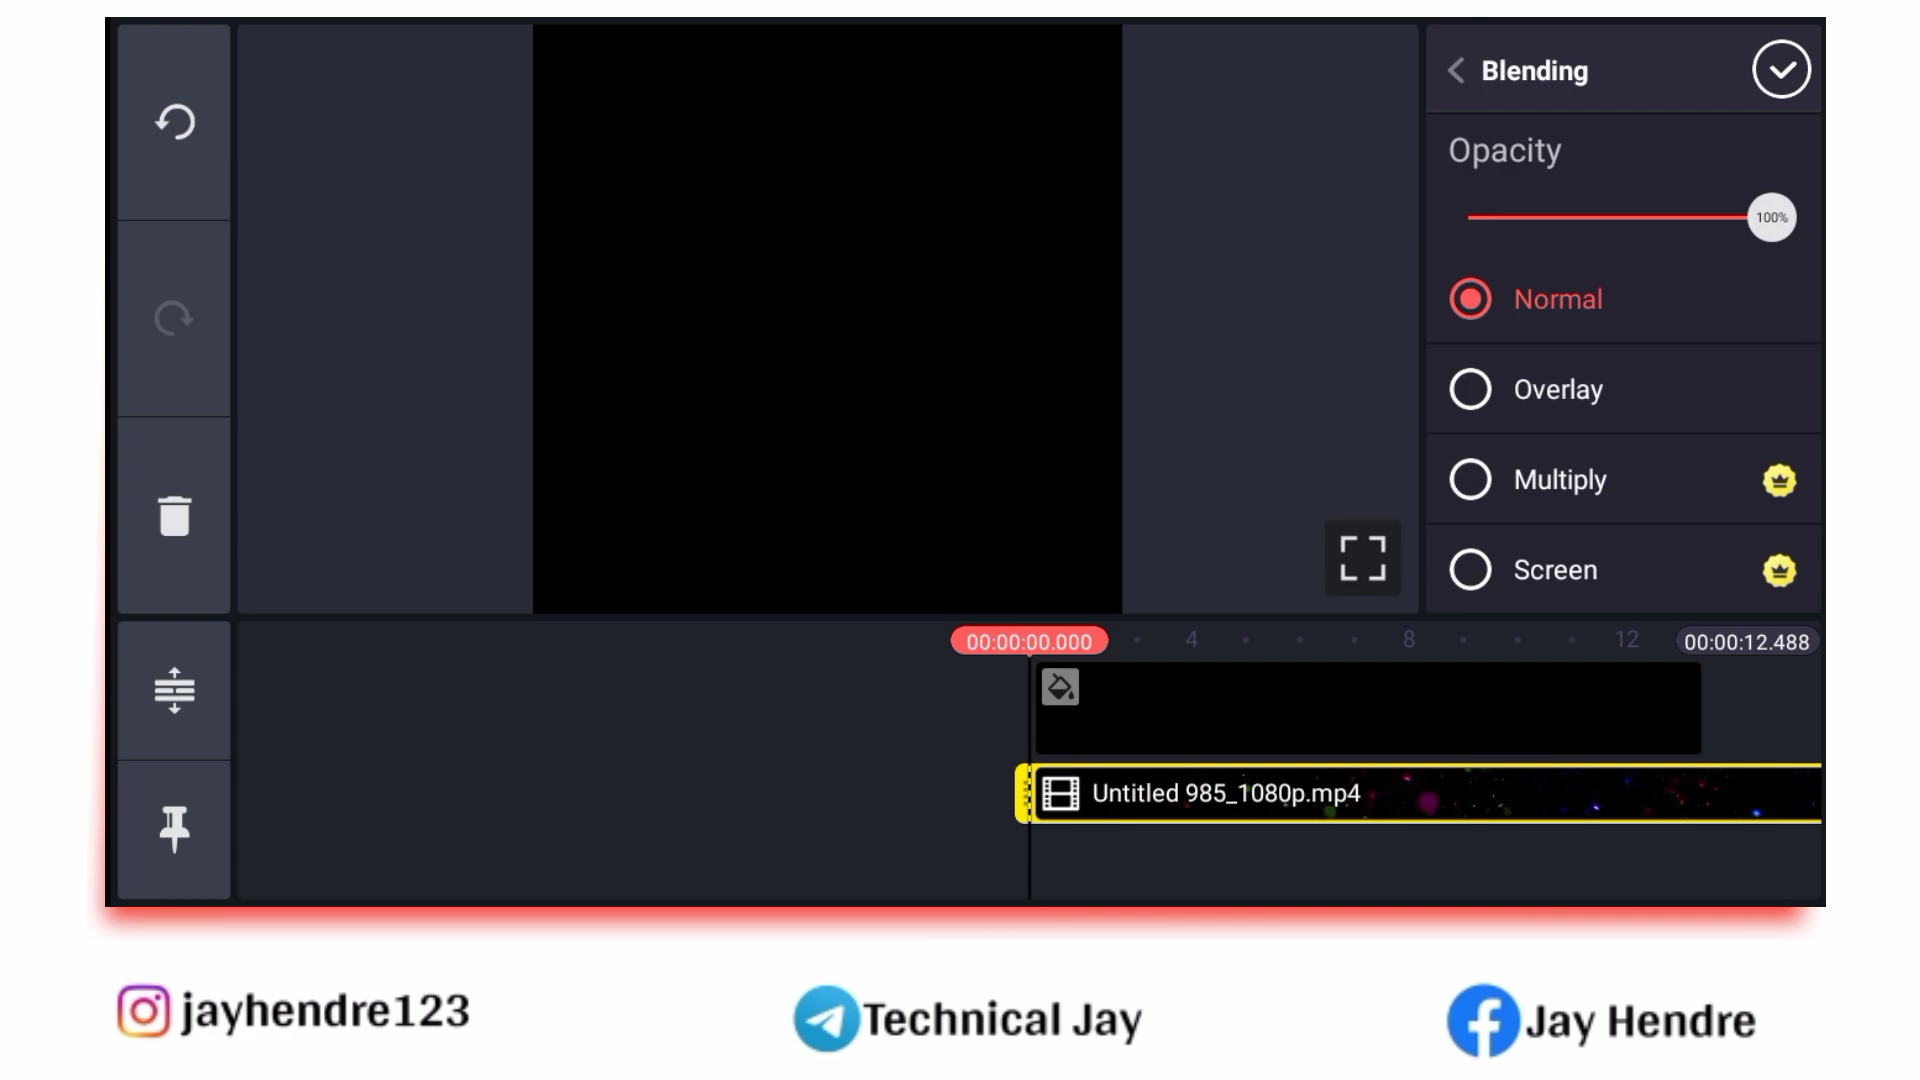 Blending
Opacity
100%
Normal
Overlay
Multiply
Screen
00:00:00.000
4
8
12
00:00:12.488
Untitled 985_1080p.mp4
jayhendre123
Technical Jay
Jay Hendre